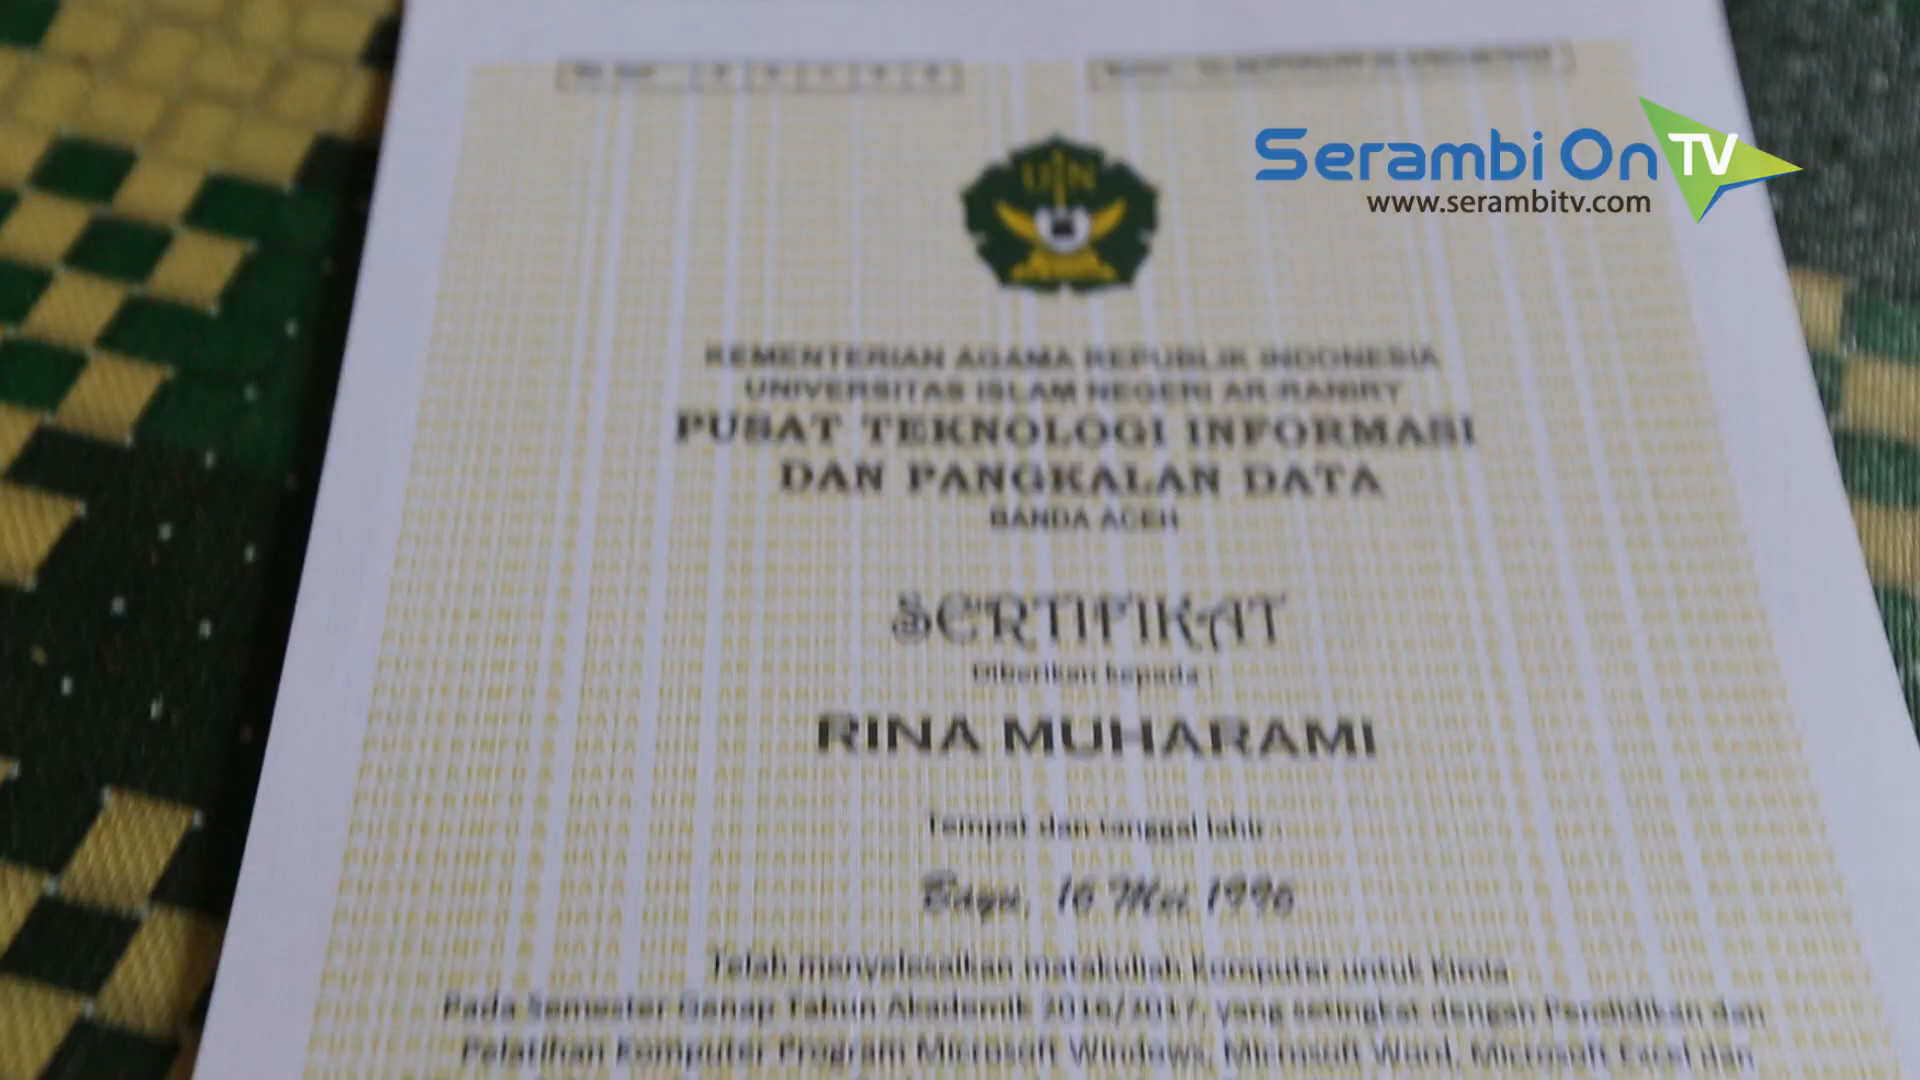 Serambi On TV
www.serambitv.com
UIN
KEMENTERIAN AGAMA REPUBLIK INDONESIA
UNIVERSITAS ISLAM NEGERI AR-RANIRY
PUSAT TEKNOLOGI INFORMASI
DAN PANGKALAN DATA
BANDA ACEH
SERTIFIKAT
Diberikan kepada :
RINA MUHARAMI
Tempat dan tanggal lahir
16 Mei 1996
Telah menyelesaikan matakuliah Komputer untuk Kimia
Pada Semester Genap Tahun Akademik 2016/2017, yang setingkat dengan Pendidikan dan
Pelatihan Komputer Program Microsoft Windows, Microsoft Word, Microsoft Excel dan